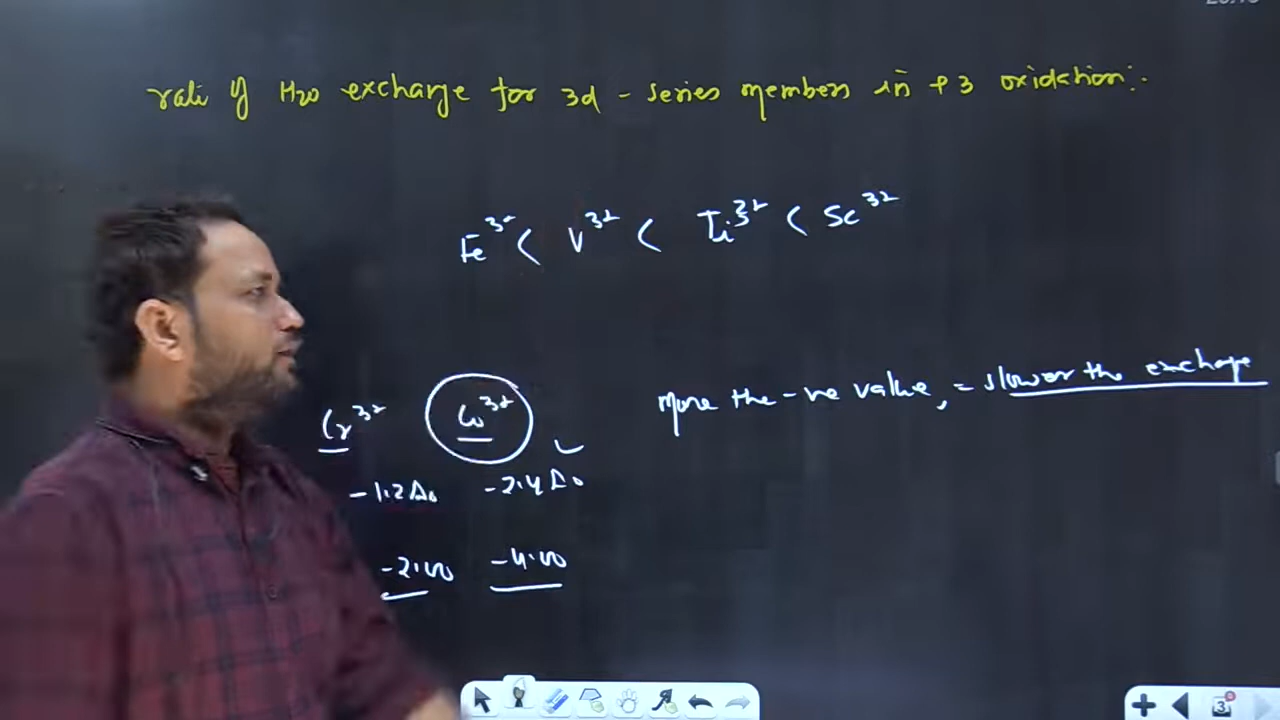 rate of H2O exchange for 3d - series members in +3 oxidation:
Fe3+ < V3+ < Ti3+ < Sc3+
more the -ve value, = slower the exchange
Cr3+ Co3+
-1.2Δo -2.4Δo
-2.00 -4.00
3